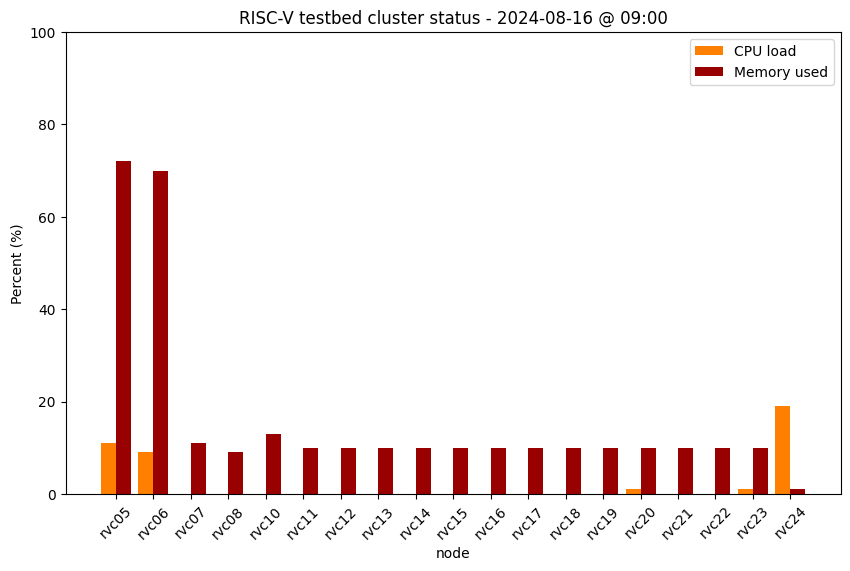 RISC-V testbed cluster status - 2024-08-16 @ 09:00
CPU load
Memory used
Percent (%)
100
80
60
40
20
0
rvc05
rvc06
rvc07
rvc08
rvc10
rvc11
rvc12
rvc13
rvc14
rvc15
rvc16
rvc17
rvc18
rvc19
rvc20
rvc21
rvc22
rvc23
rvc24
node